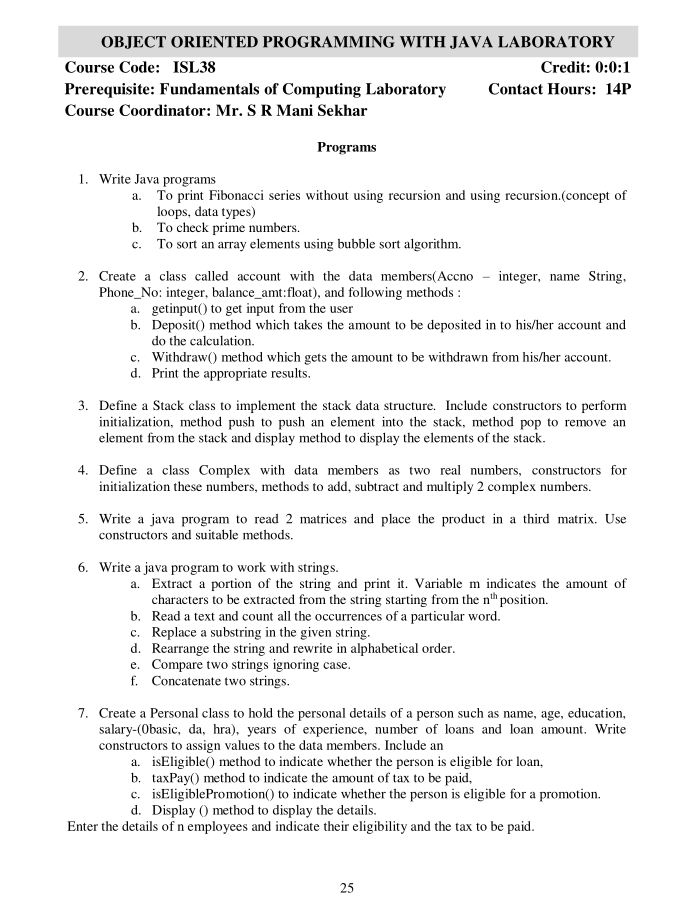 OBJECT ORIENTED PROGRAMMING WITH JAVA LABORATORY
Course Code: ISL38 Credit: 0:0:1
Prerequisite: Fundamentals of Computing Laboratory Contact Hours: 14P
Course Coordinator: Mr. S R Mani Sekhar
Programs
1. Write Java programs
a. To print Fibonacci series without using recursion and using recursion.(concept of
loops, data types)
b. To check prime numbers.
c. To sort an array elements using bubble sort algorithm.
2. Create a class called account with the data members(Accno – integer, name String,
Phone_No: integer, balance_amt:float), and following methods :
a. getinput() to get input from the user
b. Deposit() method which takes the amount to be deposited in to his/her account and
do the calculation.
c. Withdraw() method which gets the amount to be withdrawn from his/her account.
d. Print the appropriate results.
3. Define a Stack class to implement the stack data structure. Include constructors to perform
initialization, method push to push an element into the stack, method pop to remove an
element from the stack and display method to display the elements of the stack.
4. Define a class Complex with data members as two real numbers, constructors for
initialization these numbers, methods to add, subtract and multiply 2 complex numbers.
5. Write a java program to read 2 matrices and place the product in a third matrix. Use
constructors and suitable methods.
6. Write a java program to work with strings.
a. Extract a portion of the string and print it. Variable m indicates the amount of
characters to be extracted from the string starting from the nth position.
b. Read a text and count all the occurrences of a particular word.
c. Replace a substring in the given string.
d. Rearrange the string and rewrite in alphabetical order.
e. Compare two strings ignoring case.
f. Concatenate two strings.
7. Create a Personal class to hold the personal details of a person such as name, age, education,
salary-(0basic, da, hra), years of experience, number of loans and loan amount. Write
constructors to assign values to the data members. Include an
a. isEligible() method to indicate whether the person is eligible for loan,
b. taxPay() method to indicate the amount of tax to be paid,
c. isEligiblePromotion() to indicate whether the person is eligible for a promotion.
d. Display () method to display the details.
Enter the details of n employees and indicate their eligibility and the tax to be paid.
25